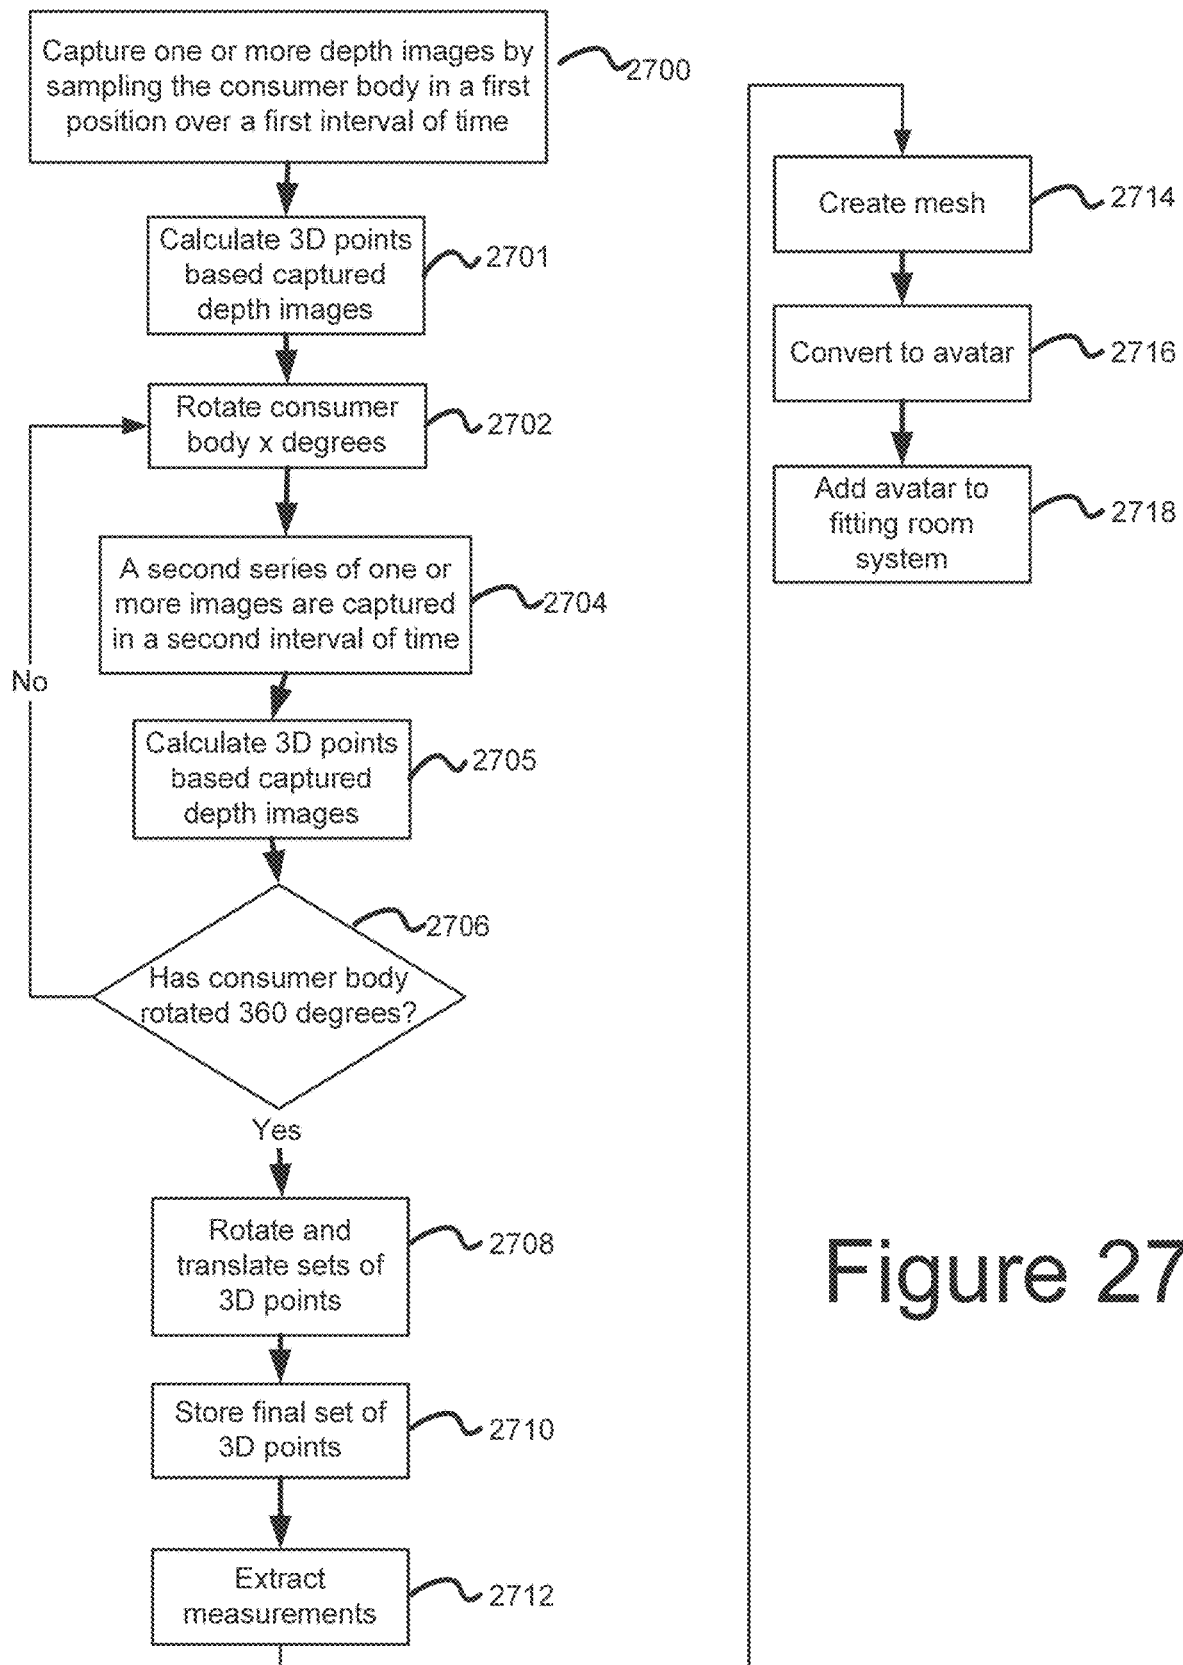 Capture one or more depth images by
sampling the consumer body in a first
position over a first interval of time
2700
Calculate 3D points
based captured
depth images
2701
Rotate consumer
body x degrees
2702
A second series of one or
more images are captured
in a second interval of time
2704
No
Calculate 3D points
based captured
depth images
2705
2706
Has consumer body
rotated 360 degrees?
Yes
Rotate and
translate sets of
3D points
2708
Store final set of
3D points
2710
Extract
measurements
2712
Create mesh
2714
Convert to avatar
2716
Add avatar to
fitting room
system
2718
Figure 27